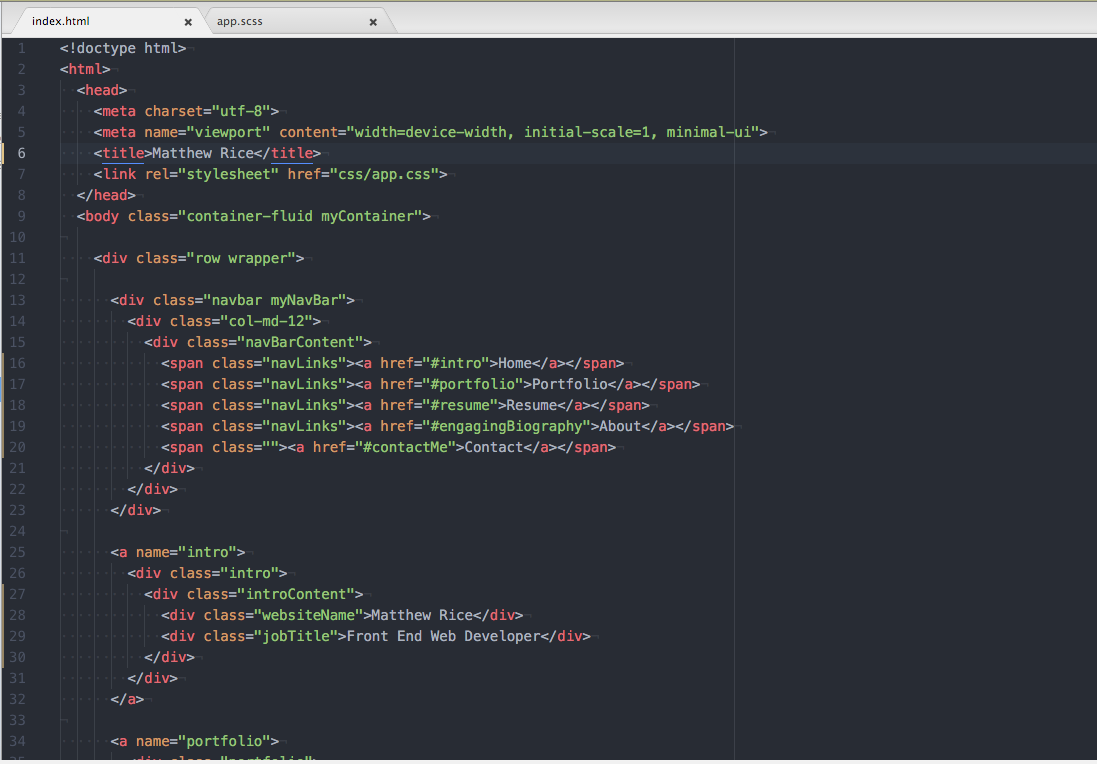 index.html
app.scss
1 <!doctype html>
2 <html>
3 <head>
4 <meta charset="utf-8">
5 <meta name="viewport" content="width=device-width, initial-scale=1, minimal-ui">
6 <title>Matthew Rice</title>
7 <link rel="stylesheet" href="css/app.css">
8 </head>
9 <body class="container-fluid myContainer">
10
11 <div class="row wrapper">
12
13 <div class="navbar myNavBar">
14 <div class="col-md-12">
15 <div class="navBarContent">
16 <span class="navLinks"><a href="#intro">Home</a></span>
17 <span class="navLinks"><a href="#portfolio">Portfolio</a></span>
18 <span class="navLinks"><a href="#resume">Resume</a></span>
19 <span class="navLinks"><a href="#engagingBiography">About</a></span>
20 <span class=""><a href="#contactMe">Contact</a></span>
21 </div>
22 </div>
23 </div>
24
25 <a name="intro">
26 <div class="intro">
27 <div class="introContent">
28 <div class="websiteName">Matthew Rice</div>
29 <div class="jobTitle">Front End Web Developer</div>
30 </div>
31 </div>
32 </a>
33
34 <a name="portfolio">
35 <div class="portfolio">